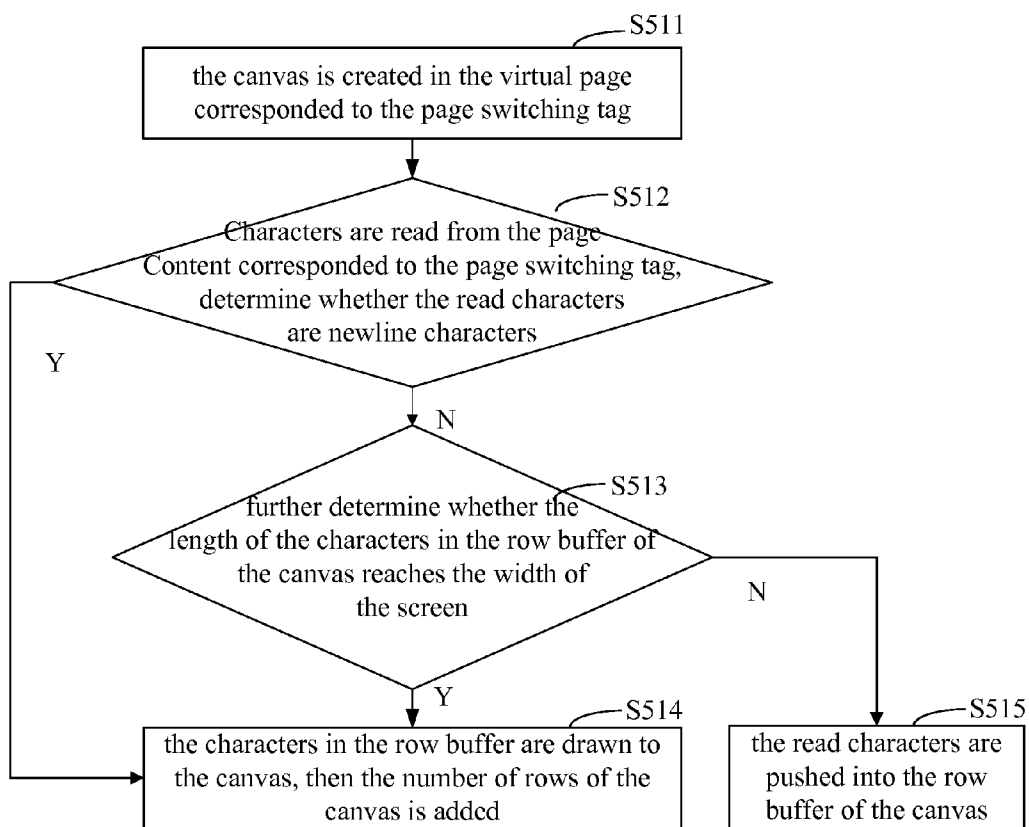 S511
the canvas is created in the virtual page
corresponded to the page switching tag
S512
Characters are read from the page
Content corresponded to the page switching tag,
determine whether the read characters
are newline characters
Y
N
S513
further determine whether the
length of the characters in the row buffer of
the canvas reaches the width of
the screen
N
Y
S514
the characters in the row buffer are drawn to
the canvas, then the number of rows of the
canvas is added
S515
the read characters are
pushed into the row
buffer of the canvas